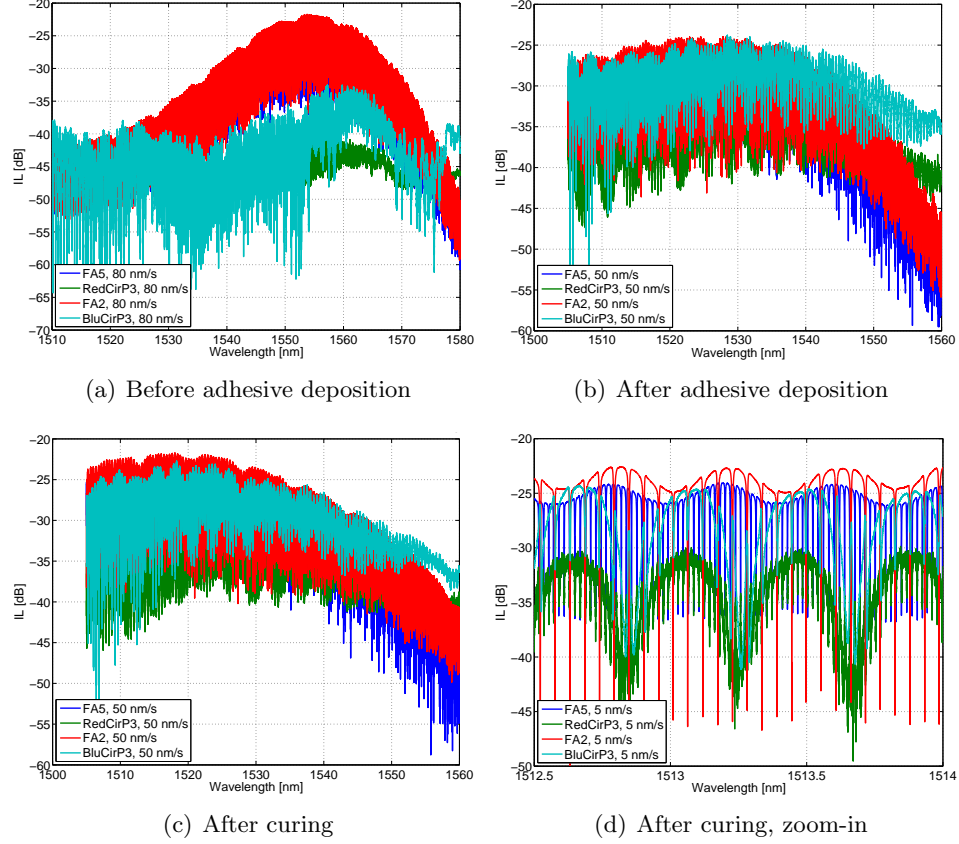 −20
−25
−30
−35
−40
−45
−50
−55
−60
−65
−70
IL [dB]
FA5, 80 nm/s
RedCirP3, 80 nm/s
FA2, 80 nm/s
BluCirP3, 80 nm/s
1510 1520 1530 1540 1550 1560 1570 1580
Wavelength [nm]
(a) Before adhesive deposition
−20
−25
−30
−35
−40
−45
−50
−55
−60
IL [dB]
FA5, 50 nm/s
RedCirP3, 50 nm/s
FA2, 50 nm/s
BluCirP3, 50 nm/s
1500 1510 1520 1530 1540 1550 1560
Wavelength [nm]
(b) After adhesive deposition
−20
−25
−30
−35
−40
−45
−50
−55
−60
IL [dB]
FA5, 50 nm/s
RedCirP3, 50 nm/s
FA2, 50 nm/s
BluCirP3, 50 nm/s
1500 1510 1520 1530 1540 1550 1560
Wavelength [nm]
(c) After curing
−20
−25
−30
−35
−40
−45
−50
IL [dB]
FA5, 5 nm/s
RedCirP3, 5 nm/s
FA2, 5 nm/s
BluCirP3, 5 nm/s
1512.5 1513 1513.5 1514
Wavelength [nm]
(d) After curing, zoom-in